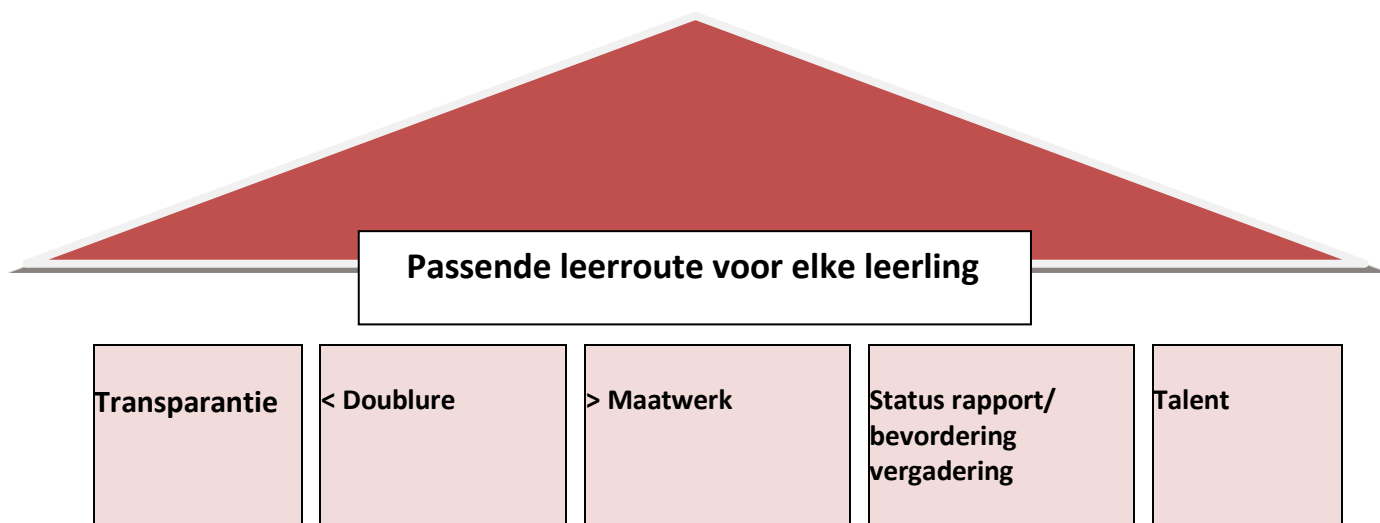 Passende leerroute voor elke leerling
Transparantie
< Doublure
> Maatwerk
Status rapport/
bevordering
vergadering
Talent